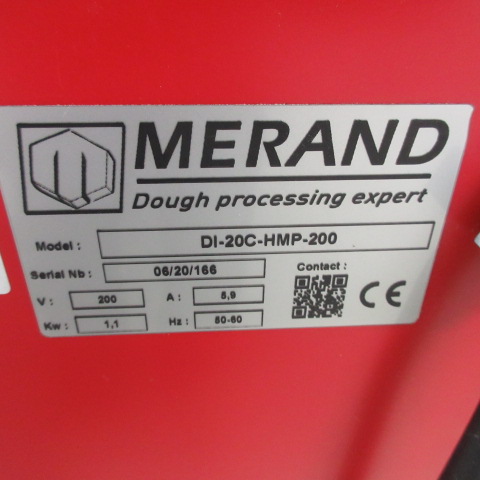 MERAND
Dough processing expert
Model : DI-20C-HMP-200
Serial Nb : 06/20/166 Contact :
V : 200 A : 5,9
Kw : 1,1 Hz : 50-60
CE